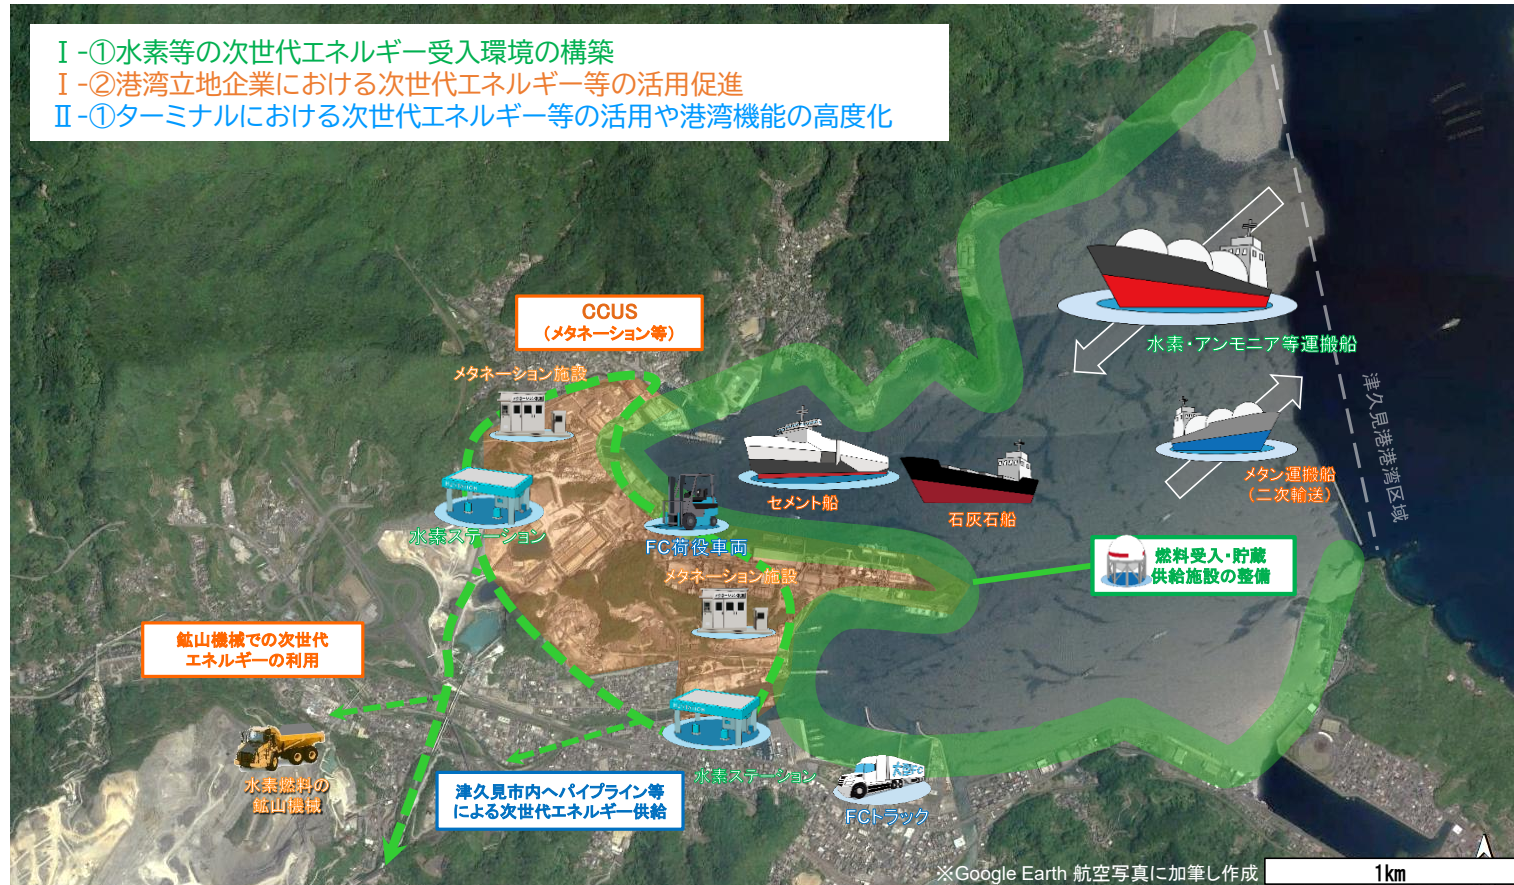 Ⅰ-①水素等の次世代エネルギー受入環境の構築
Ⅰ-②港湾立地企業における次世代エネルギー等の活用促進
Ⅱ-①ターミナルにおける次世代エネルギー等の活用や港湾機能の高度化
CCUS
（メタネーション等）
メタネーション施設
水素・アンモニア等運搬船
津久見港港湾区域
メタン運搬船
（二次輸送）
セメント船
石灰石船
水素ステーション
FC荷役車両
メタネーション施設
燃料受入・貯蔵
供給施設の整備
鉱山機械での次世代
エネルギーの利用
水素燃料の
鉱山機械
津久見市内へパイプライン等
による次世代エネルギー供給
水素ステーション
FCトラック
※Google Earth 航空写真に加筆し作成
1km